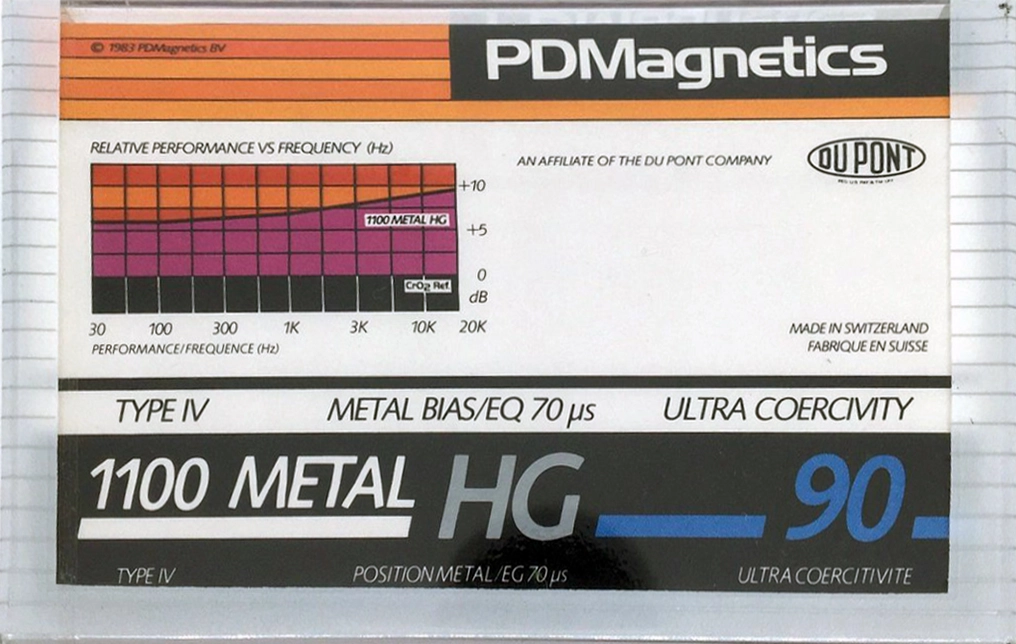 © 1983 PDMagnetics BV
PDMagnetics
RELATIVE PERFORMANCE VS FREQUENCY (Hz)
AN AFFILIATE OF THE DU PONT COMPANY
DU PONT
+10
1100 METAL HG
+5
0
CrO2 Ref.
dB
30 100 300 1K 3K 10K 20K
PERFORMANCE/FREQUENCE (Hz)
MADE IN SWITZERLAND
FABRIQUE EN SUISSE
TYPE IV METAL BIAS/EQ 70 µs ULTRA COERCIVITY
1100 METAL HG 90
TYPE IV POSITION METAL/EG 70 µs ULTRA COERCITIVITE